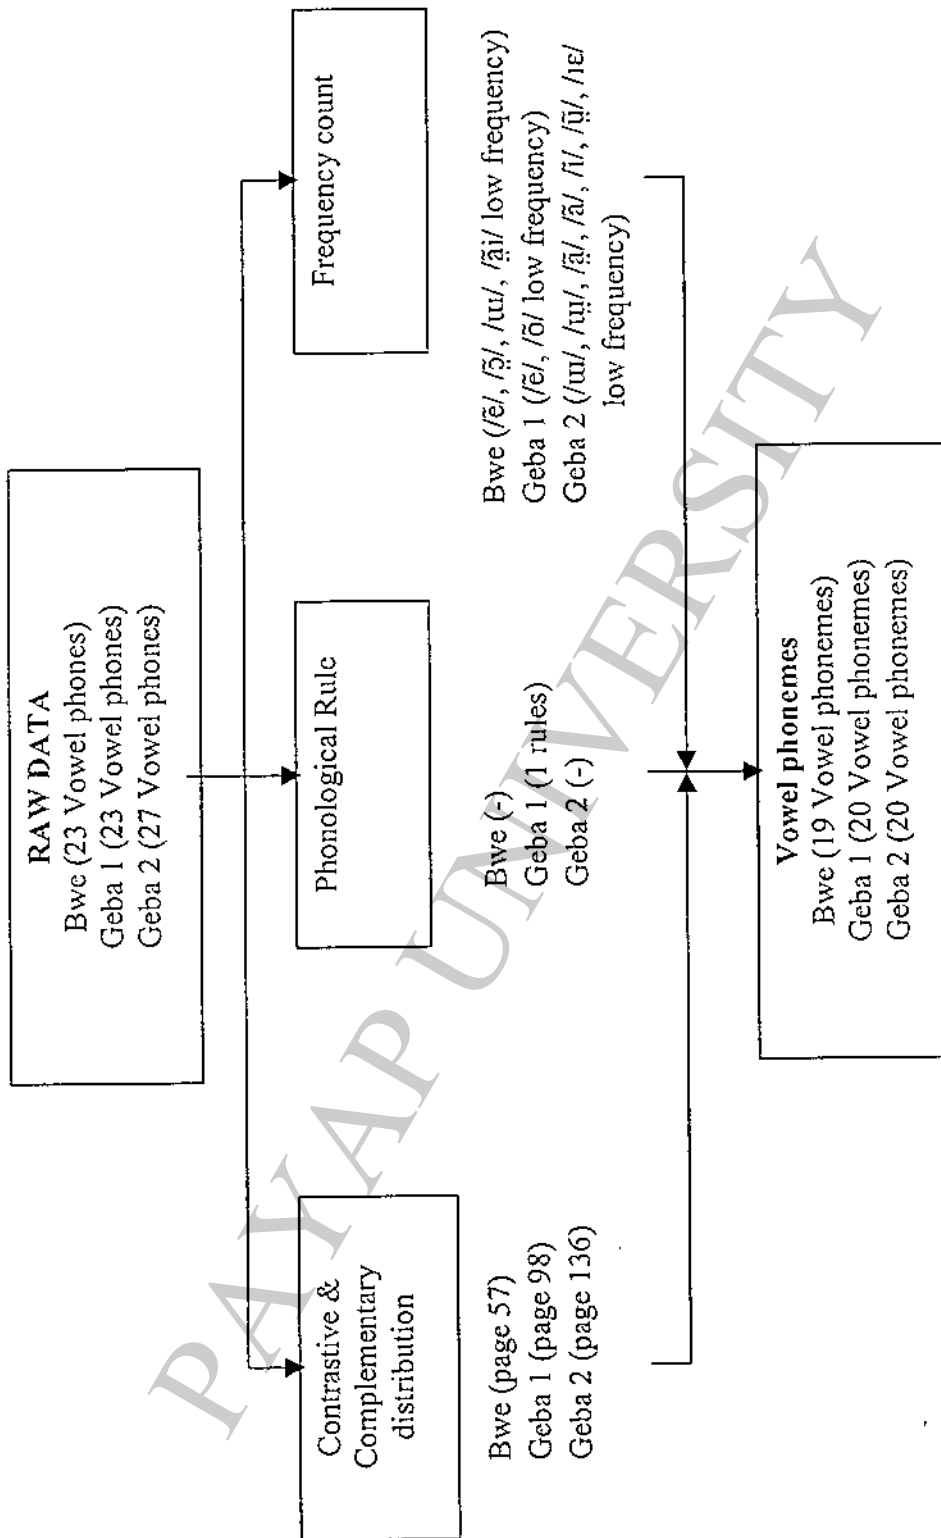 RAW DATA
Bwe (23 Vowel phones)
Geba 1 (23 Vowel phones)
Geba 2 (27 Vowel phones)
Contrastive &
Complementary
distribution
Bwe (page 57)
Geba 1 (page 98)
Geba 2 (page 136)
Phonological Rule
Bwe (-)
Geba 1 (1 rules)
Geba 2 (-)
Frequency count
Bwe (/ẽ/, /ɔ̤̃/, /ɯ/, /ã̤i/ low frequency)
Geba 1 (/ẽ/, /õ/ low frequency)
Geba 2 (/ɯ/, /ɯ̤/, /ã̤/, /ã/, /ĩ/, /ṳ̃/, /ɪɛ/
low frequency)
Vowel phonemes
Bwe (19 Vowel phonemes)
Geba 1 (20 Vowel phonemes)
Geba 2 (20 Vowel phonemes)
PAYAP UNIVERSITY